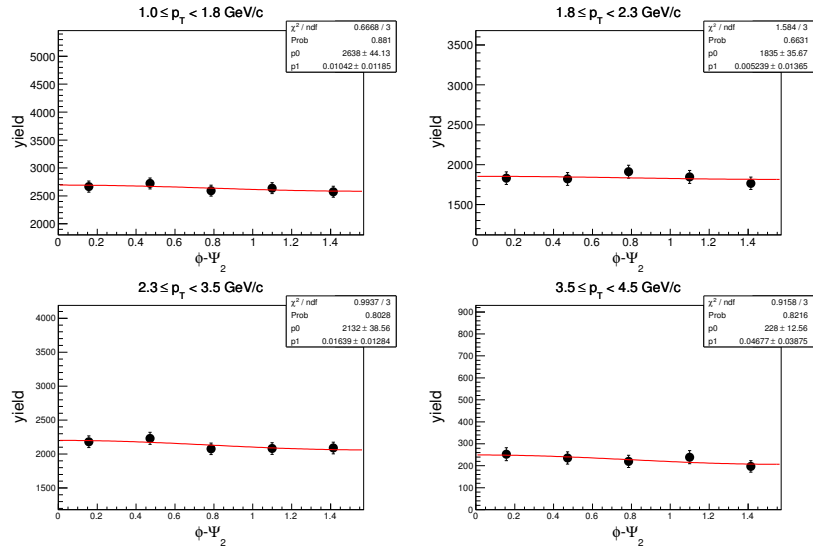 1.0 ≤ p_T < 1.8 GeV/c
χ² / ndf 0.6668 / 3
Prob 0.881
p0 2638 ± 44.13
p1 0.01042 ± 0.01185
yield
5000
4500
4000
3500
3000
2500
2000
0 0.2 0.4 0.6 0.8 1 1.2 1.4
ϕ-Ψ₂
1.8 ≤ p_T < 2.3 GeV/c
χ² / ndf 1.584 / 3
Prob 0.6631
p0 1835 ± 35.67
p1 0.005239 ± 0.01365
yield
3500
3000
2500
2000
1500
0 0.2 0.4 0.6 0.8 1 1.2 1.4
ϕ-Ψ₂
2.3 ≤ p_T < 3.5 GeV/c
χ² / ndf 0.9937 / 3
Prob 0.8028
p0 2132 ± 38.56
p1 0.01639 ± 0.01284
yield
4000
3500
3000
2500
2000
1500
0 0.2 0.4 0.6 0.8 1 1.2 1.4
ϕ-Ψ₂
3.5 ≤ p_T < 4.5 GeV/c
χ² / ndf 0.9158 / 3
Prob 0.8216
p0 228 ± 12.56
p1 0.04677 ± 0.03875
yield
900
800
700
600
500
400
300
200
100
0
0 0.2 0.4 0.6 0.8 1 1.2 1.4
ϕ-Ψ₂